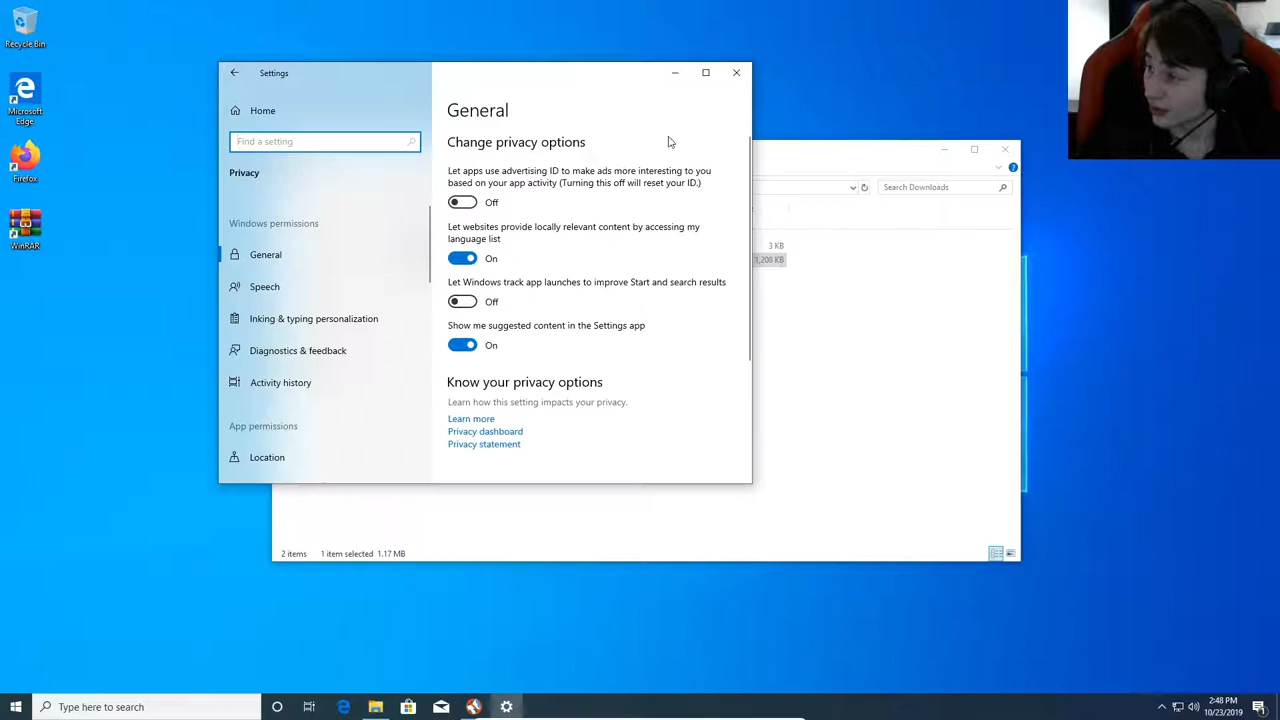 Recycle Bin
Microsoft
Edge
Firefox
WinRAR
Settings
Home
Find a setting
Privacy
Windows permissions
General
Speech
Inking & typing personalization
Diagnostics & feedback
Activity history
App permissions
Location
General
Change privacy options
Let apps use advertising ID to make ads more interesting to you
based on your app activity (Turning this off will reset your ID.)
Off
Let websites provide locally relevant content by accessing my
language list
On
Let Windows track app launches to improve Start and search results
Off
Show me suggested content in the Settings app
On
Know your privacy options
Learn how this setting impacts your privacy.
Learn more
Privacy dashboard
Privacy statement
Search Downloads
3 KB
1,208 KB
2 items 1 item selected 1.17 MB
Type here to search
2:48 PM
10/23/2019